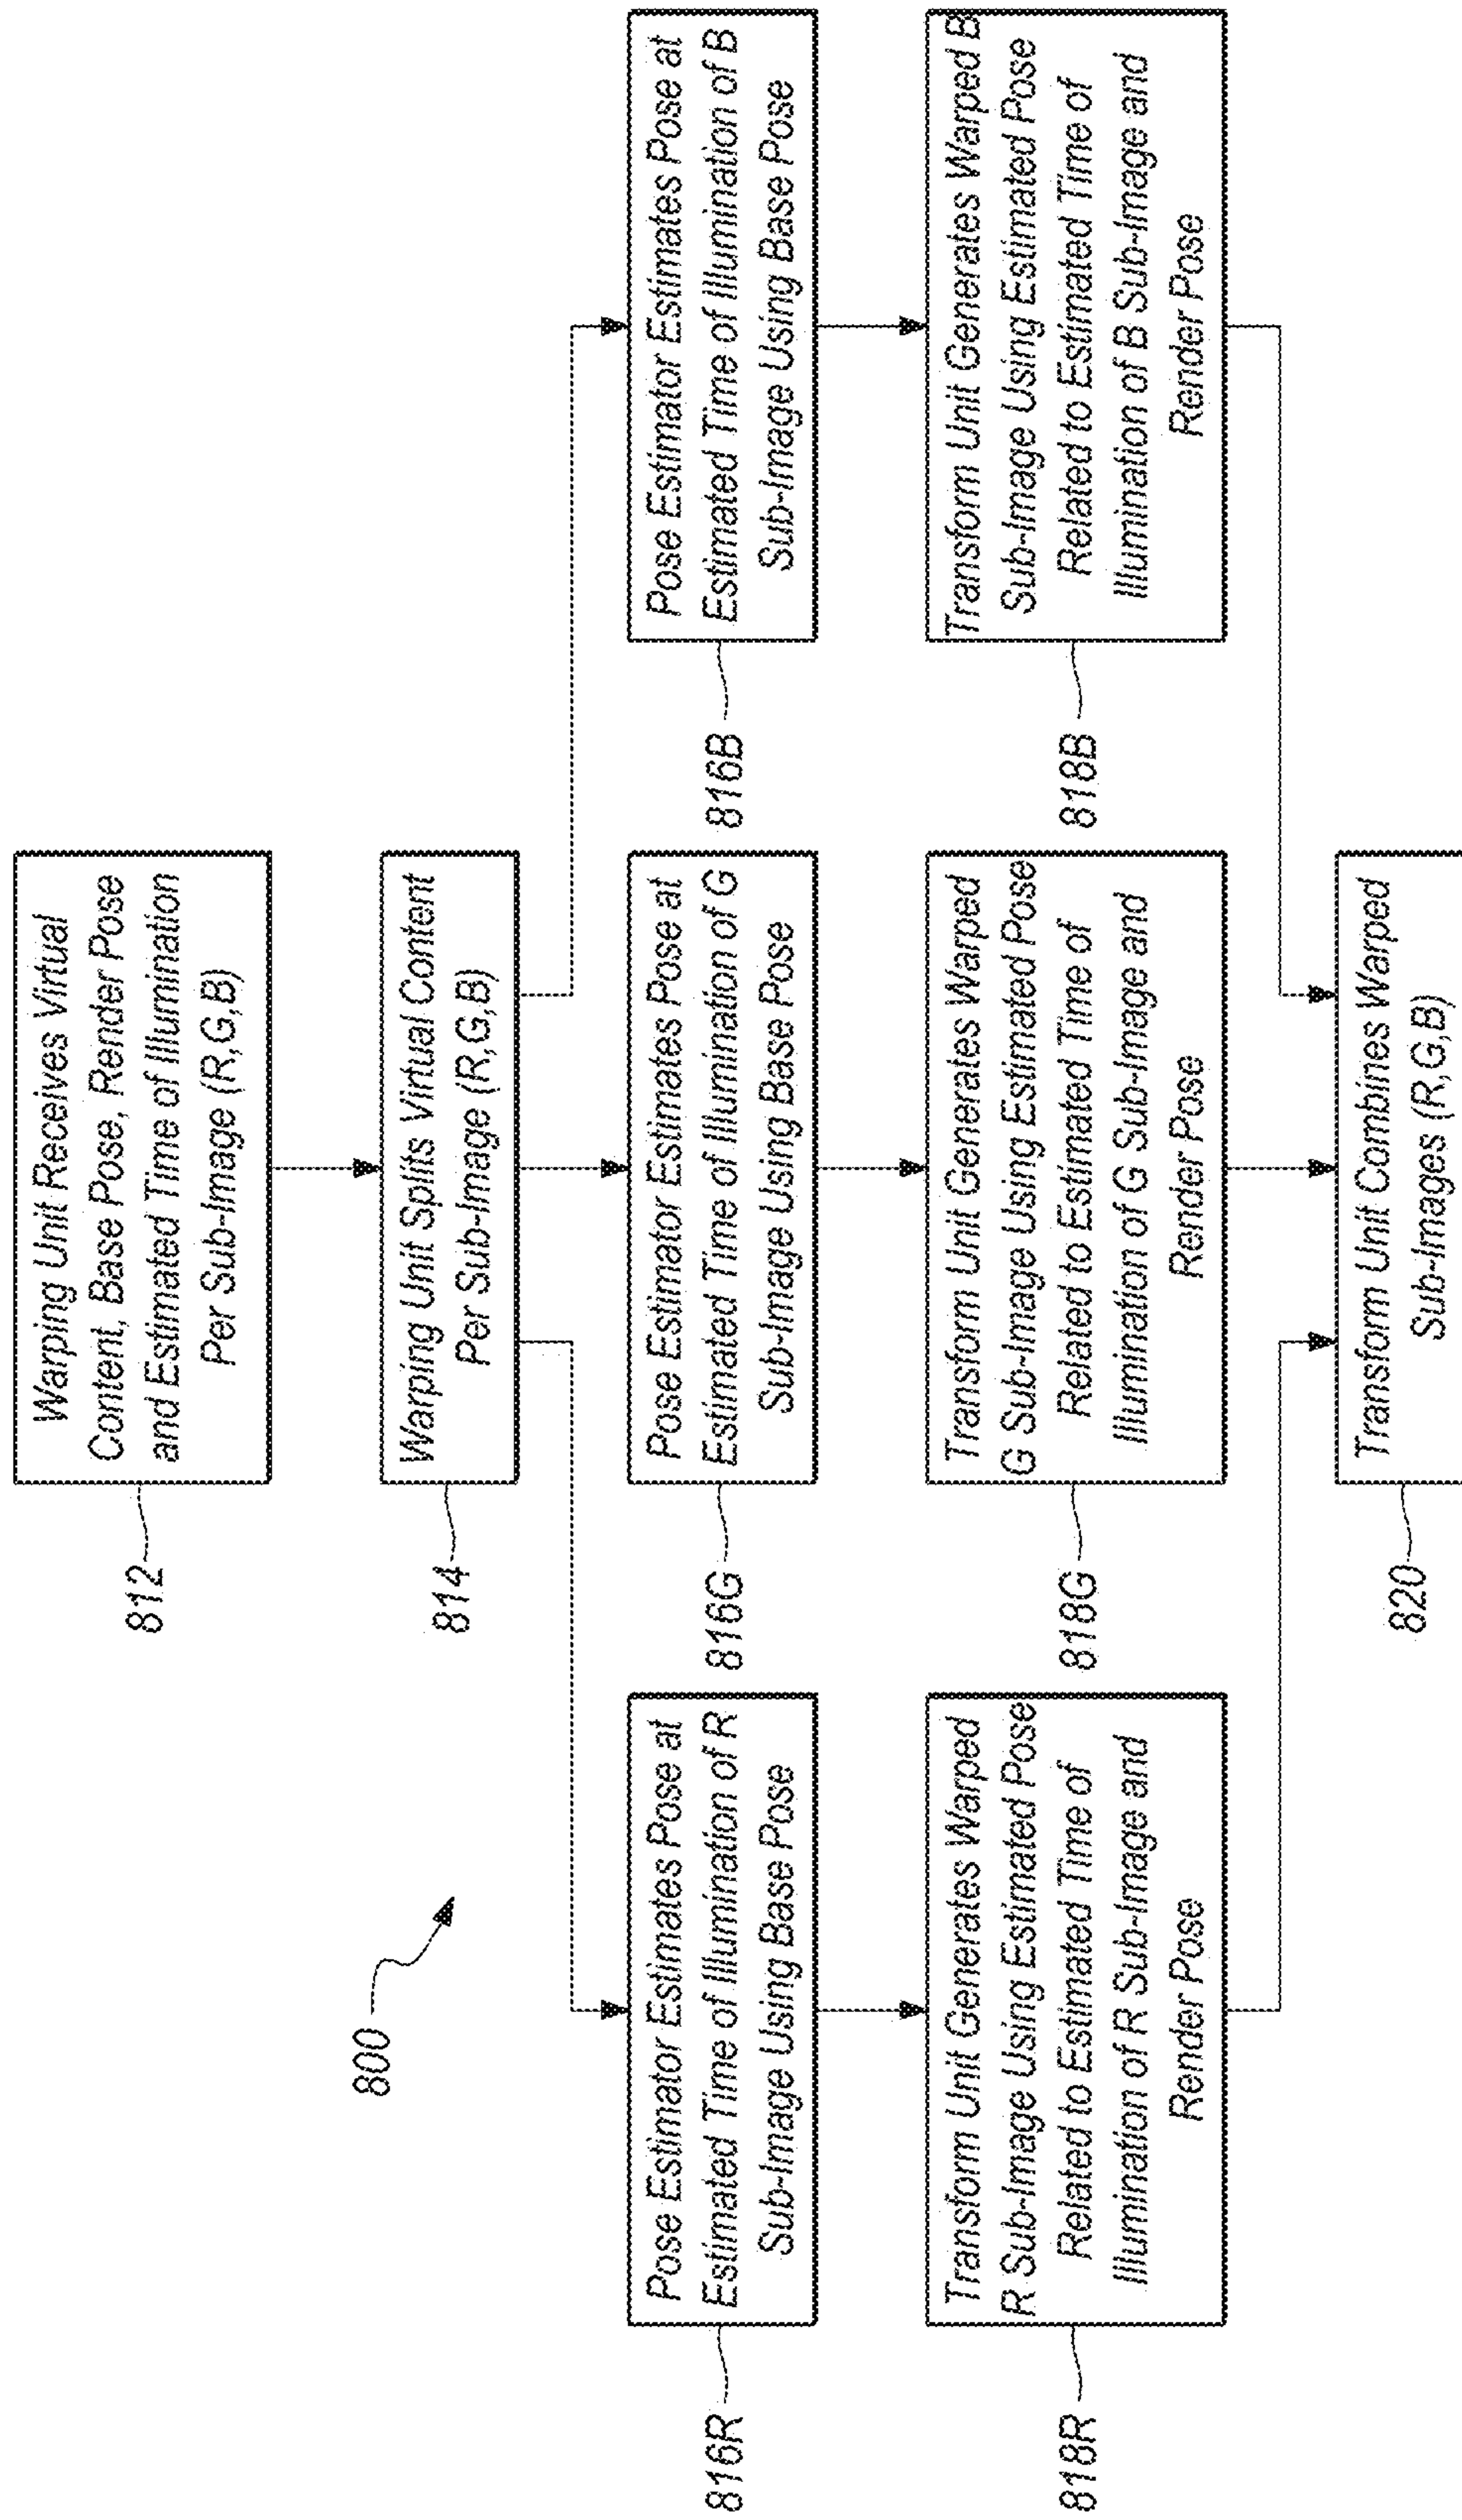 812
Warping Unit Receives Virtual
Content, Base Pose, Render Pose
and Estimated Time of Illumination
Per Sub-Image (R,G,B)
800
814
Warping Unit Splits Virtual Content
Per Sub-Image (R,G,B)
816R
Pose Estimator Estimates Pose at
Estimated Time of Illumination of R
Sub-Image Using Base Pose
816G
Pose Estimator Estimates Pose at
Estimated Time of Illumination of G
Sub-Image Using Base Pose
816B
Pose Estimator Estimates Pose at
Estimated Time of Illumination of B
Sub-Image Using Base Pose
818R
Transform Unit Generates Warped
R Sub-Image Using Estimated Pose
Related to Estimated Time of
Illumination of R Sub-Image and
Render Pose
818G
Transform Unit Generates Warped
G Sub-Image Using Estimated Pose
Related to Estimated Time of
Illumination of G Sub-Image and
Render Pose
818B
Transform Unit Generates Warped B
Sub-Image Using Estimated Pose
Related to Estimated Time of
Illumination of B Sub-Image and
Render Pose
820
Transform Unit Combines Warped
Sub-Images (R,G,B)